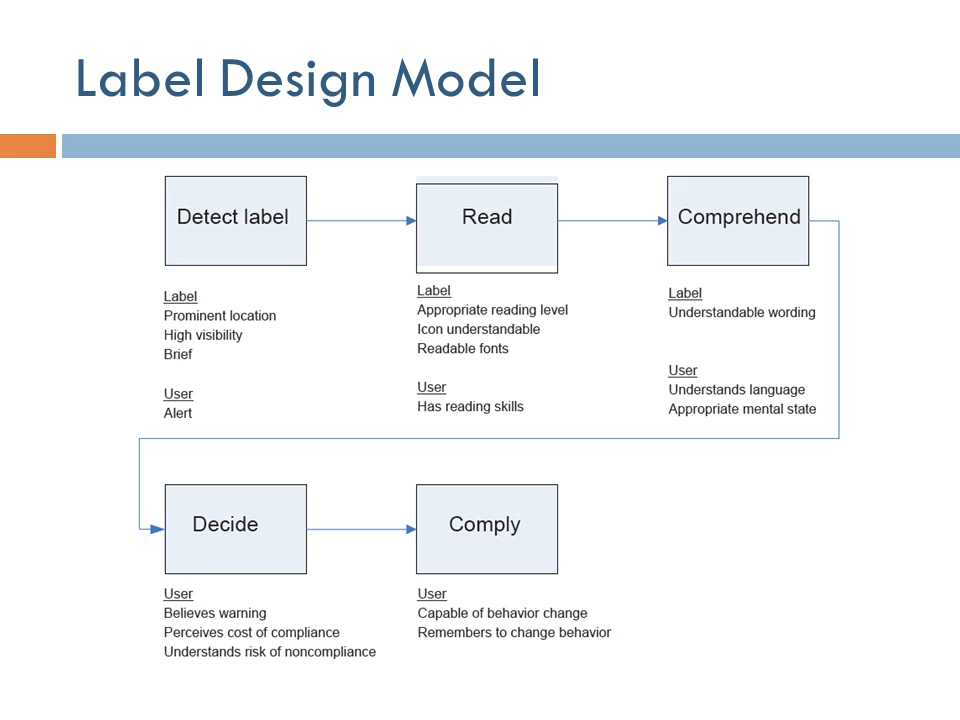 Label Design Model
Detect label
Read
Comprehend
Label
Prominent location
High visibility
Brief
User
Alert
Label
Appropriate reading level
Icon understandable
Readable fonts
User
Has reading skills
Label
Understandable wording
User
Understands language
Appropriate mental state
Decide
Comply
User
Believes warning
Perceives cost of compliance
Understands risk of noncompliance
User
Capable of behavior change
Remembers to change behavior